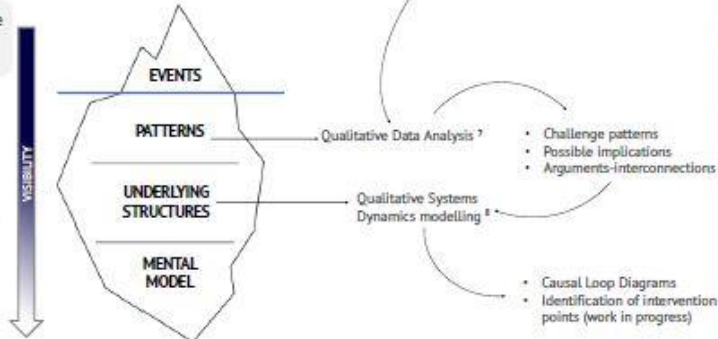 e
EVENTS
PATTERNS
UNDERLYING
STRUCTURES
MENTAL
MODEL
VISIBILITY
Qualitative Data Analysis ⁷
• Challenge patterns
• Possible implications
• Arguments-interconnections
Qualitative Systems
Dynamics modelling ⁸
• Causal Loop Diagrams
• Identification of intervention
points (work in progress)